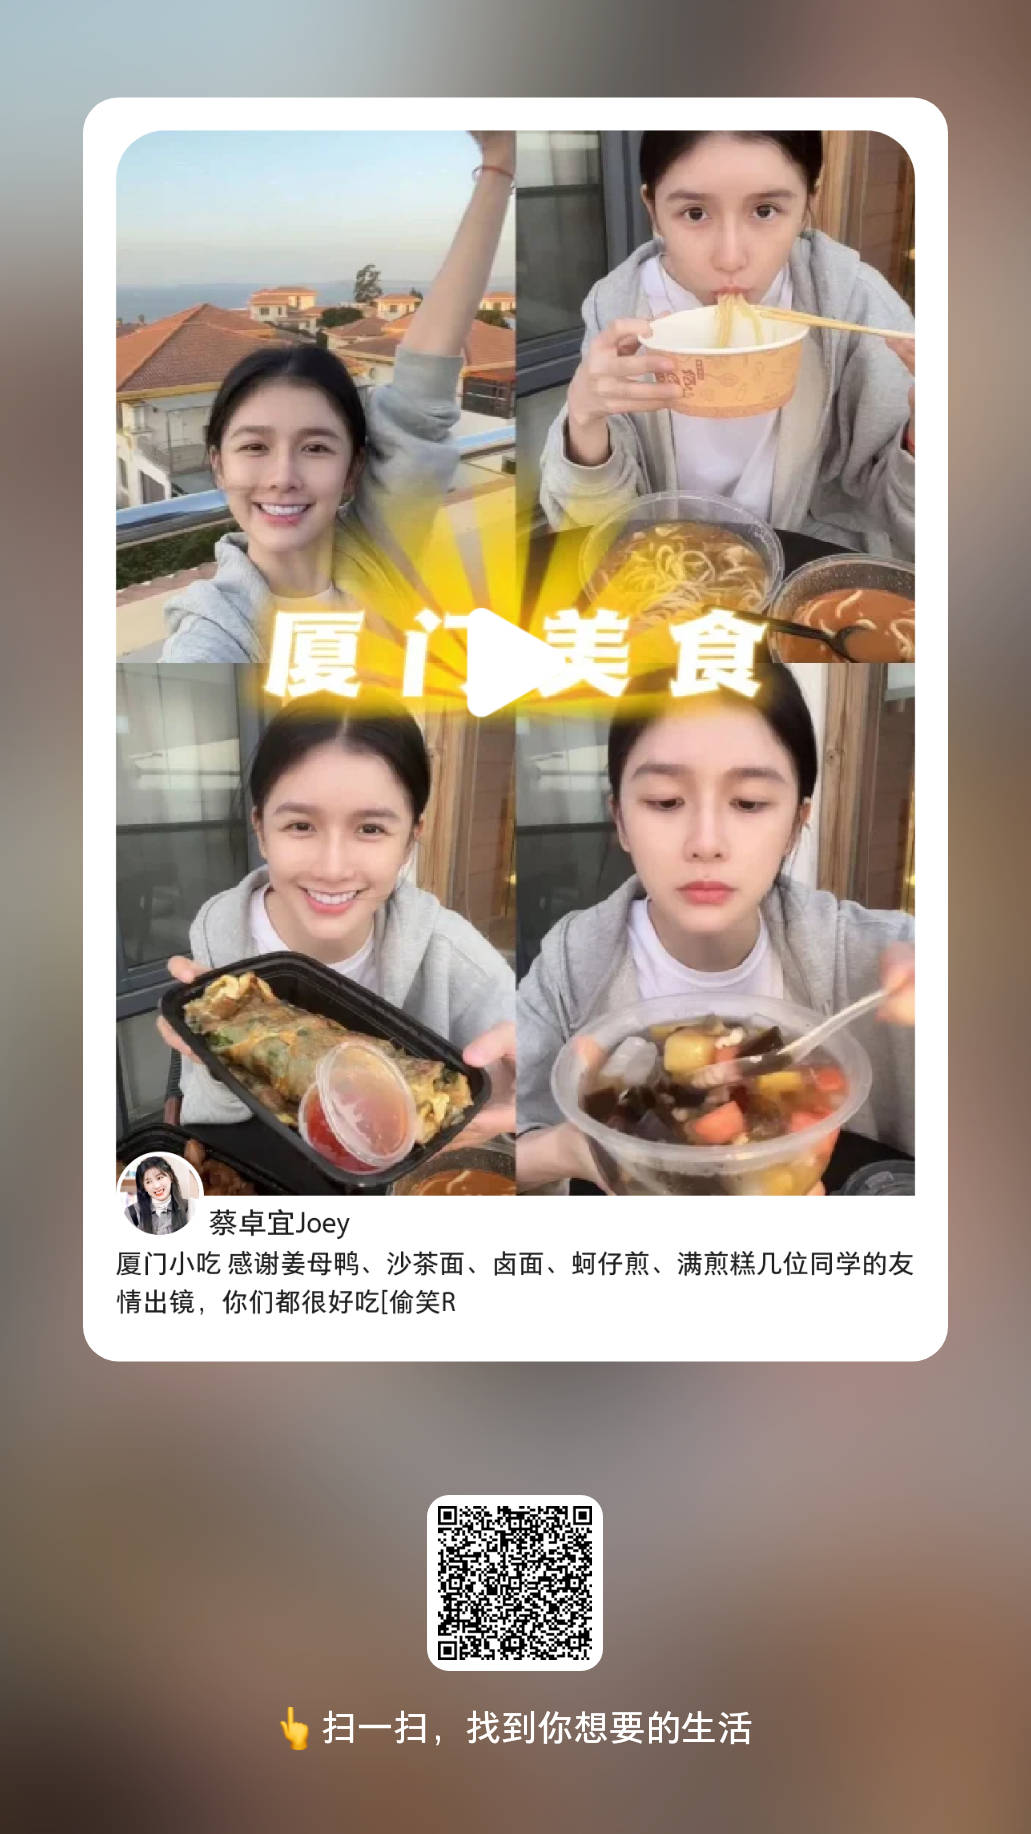 厦门美食
蔡卓宜Joey
厦门小吃 感谢姜母鸭、沙茶面、卤面、蚵仔煎、满煎糕几位同学的友
情出镜，你们都很好吃[偷笑R
👆 扫一扫，找到你想要的生活